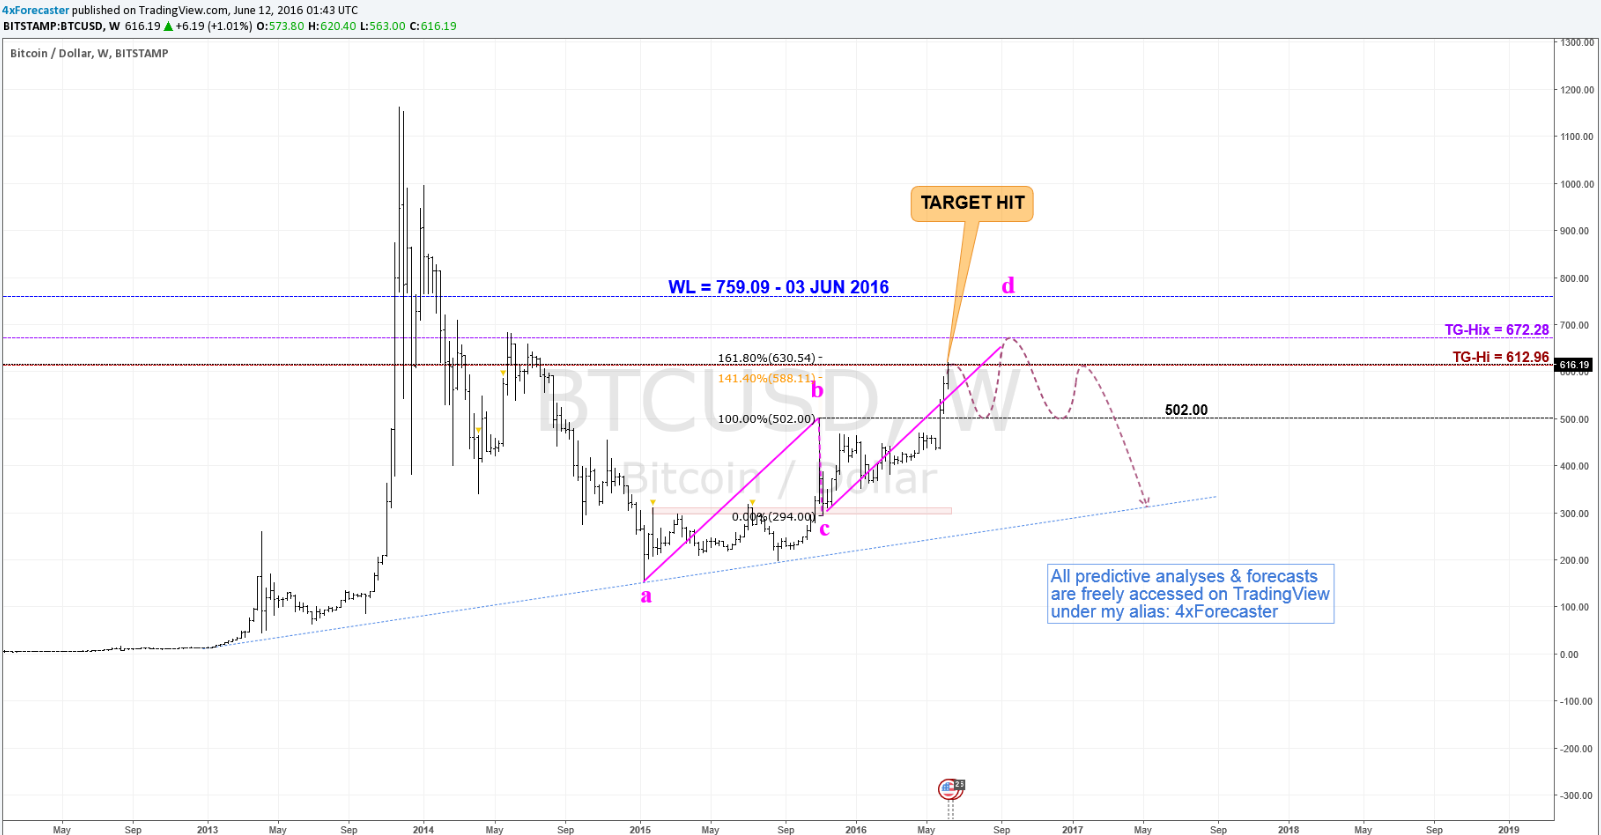 4xForecaster published on TradingView.com, June 12, 2016 01:43 UTC
BITSTAMP:BTCUSD, W 616.19 ▲ +6.19 (+1.01%) O:573.80 H:620.40 L:563.00 C:616.19
Bitcoin / Dollar, W, BITSTAMP
1300.00
1200.00
1100.00
1000.00
900.00
800.00
700.00
600.00
500.00
400.00
300.00
200.00
100.00
0.00
-100.00
-200.00
-300.00
TARGET HIT
WL = 759.09 - 03 JUN 2016
d
TG-Hix = 672.28
161.80%(630.54)
TG-Hi = 612.96
616.19
141.40%(588.11)
b
BTCUSD, W
502.00
100.00%(502.00)
Bitcoin / Dollar
0.00%(294.00)
c
a
All predictive analyses & forecasts
are freely accessed on TradingView
under my alias: 4xForecaster
May Sep 2013 May Sep 2014 May Sep 2015 May Sep 2016 May Sep 2017 May Sep 2018 May Sep 2019